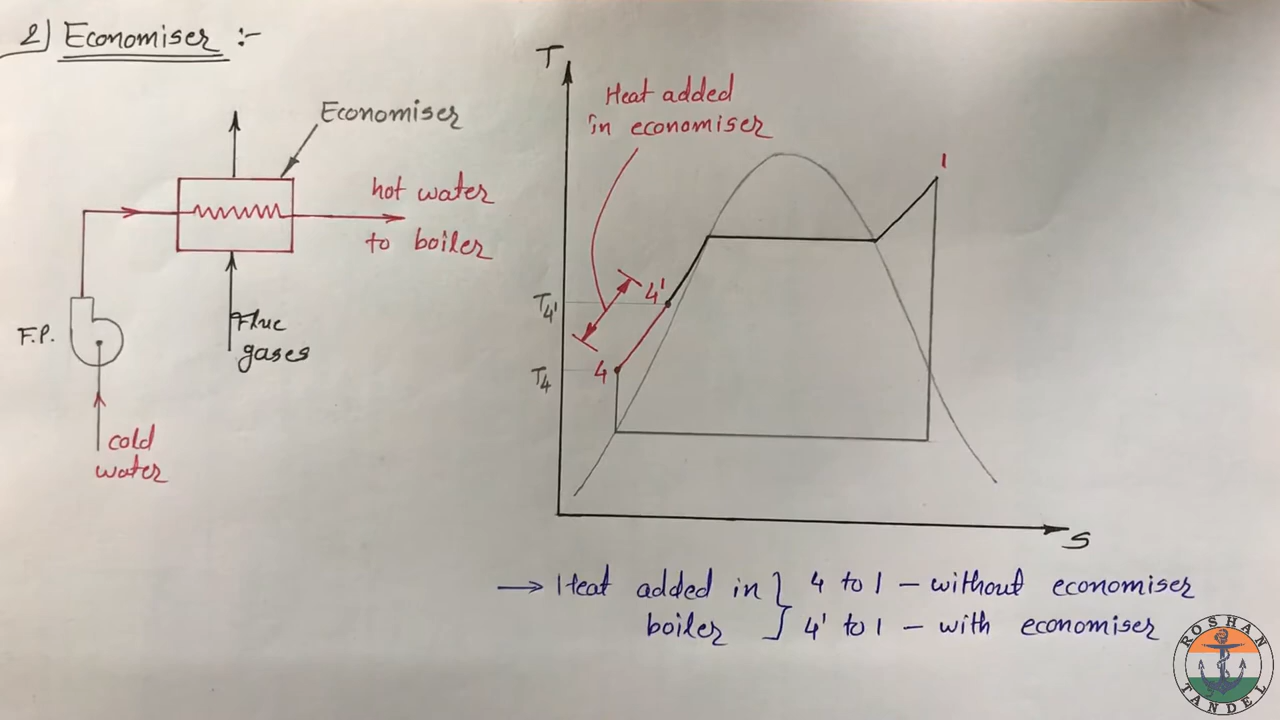 2) Economiser :-
Economiser
hot water
to boiler
F.P.
Flue
gases
cold
water
T
Heat added
in economiser
1
4'
T4'
4
T4
S
→ Heat added in } 4 to 1 – without economiser
boiler } 4' to 1 – with economiser
ROSHAN
TANDEL